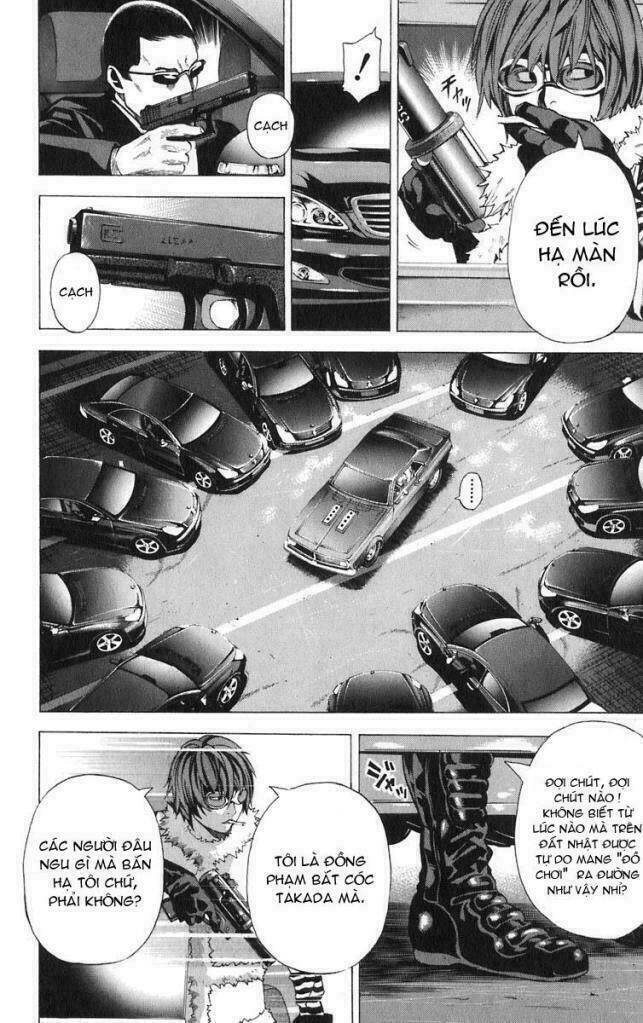 ĐẾN LÚC
HẠ MÀN
RỒI.
!
CẠCH
CẠCH
......
ĐỢI CHÚT, ĐỢI
CHÚT NÀO!
KHÔNG BIẾT TỪ
LÚC NÀO MÀ TRÊN
ĐẤT NHẬT ĐƯỢC
TỰ DO MANG "ĐỒ
CHƠI" RA ĐƯỜNG
NHƯ VẬY NHỈ?
TÔI LÀ ĐỒNG
PHẠM BẮT CÓC
TAKADA MÀ.
CÁC NGƯỜI ĐÂU
NGU GÌ MÀ BẮN
HẠ TÔI CHỨ,
PHẢI KHÔNG?